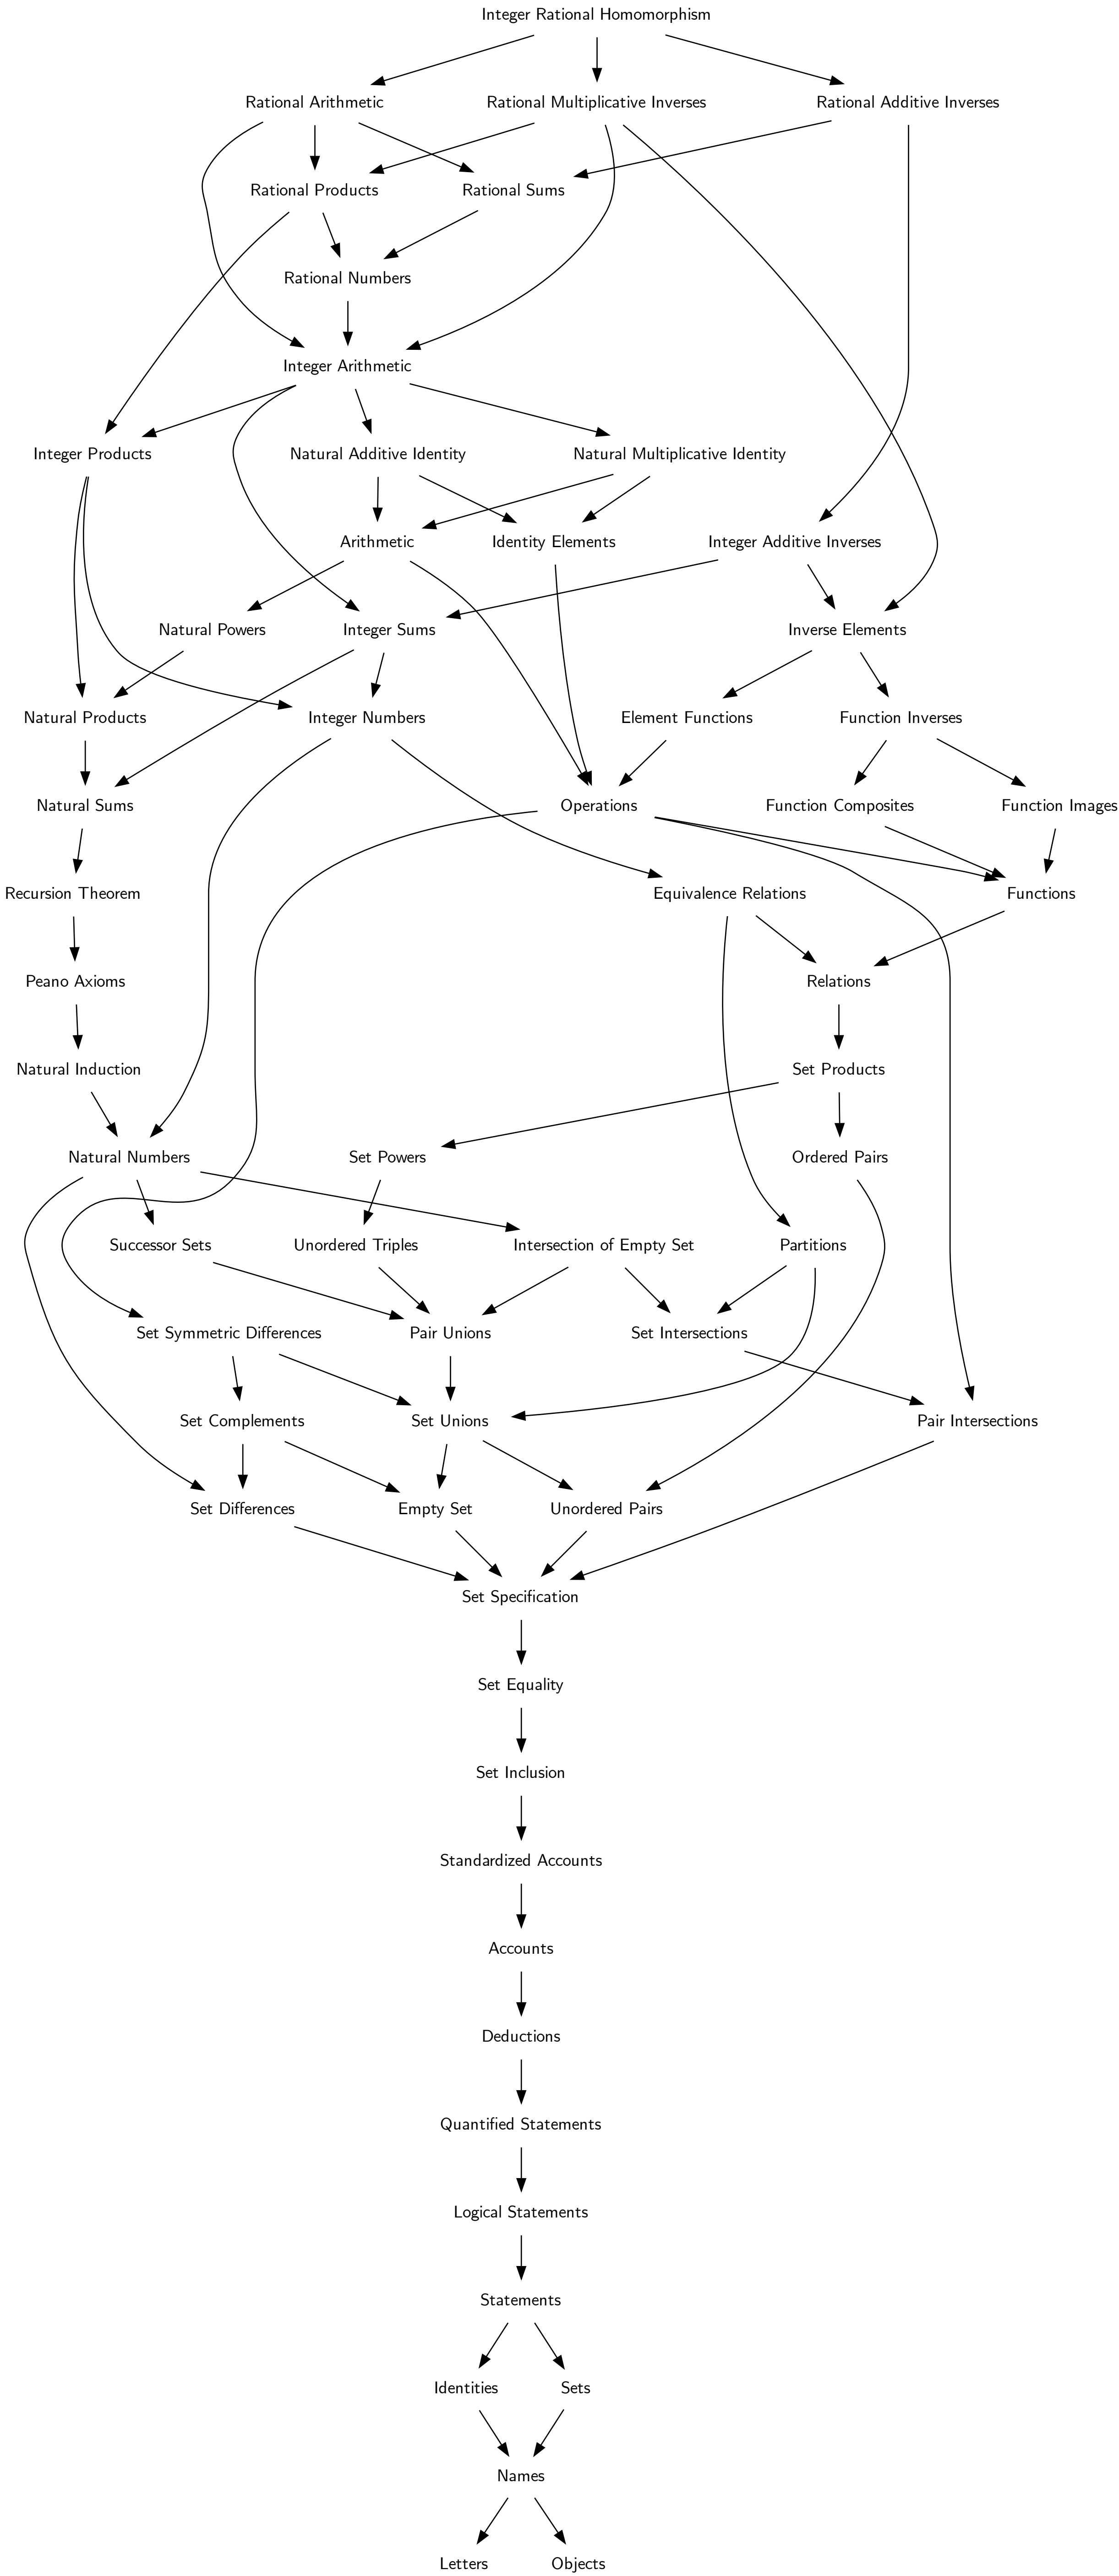 Integer Rational Homomorphism
Rational Arithmetic
Rational Multiplicative Inverses
Rational Additive Inverses
Rational Products
Rational Sums
Rational Numbers
Integer Arithmetic
Integer Products
Natural Additive Identity
Natural Multiplicative Identity
Arithmetic
Identity Elements
Integer Additive Inverses
Natural Powers
Integer Sums
Inverse Elements
Natural Products
Integer Numbers
Element Functions
Function Inverses
Natural Sums
Operations
Function Composites
Function Images
Recursion Theorem
Equivalence Relations
Functions
Peano Axioms
Relations
Natural Induction
Set Products
Natural Numbers
Set Powers
Ordered Pairs
Successor Sets
Unordered Triples
Intersection of Empty Set
Partitions
Set Symmetric Differences
Pair Unions
Set Intersections
Set Complements
Set Unions
Pair Intersections
Set Differences
Empty Set
Unordered Pairs
Set Specification
Set Equality
Set Inclusion
Standardized Accounts
Accounts
Deductions
Quantified Statements
Logical Statements
Statements
Identities
Sets
Names
Letters
Objects